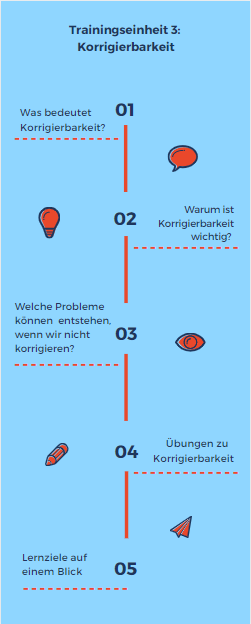 Trainingseinheit 3:
Korrigierbarkeit
01
Was bedeutet
Korrigierbarkeit?
02
Warum ist
Korrigierbarkeit
wichtig?
03
Welche Probleme
können entstehen,
wenn wir nicht
korrigieren?
04
Übungen zu
Korrigierbarkeit
05
Lernziele auf
einem Blick